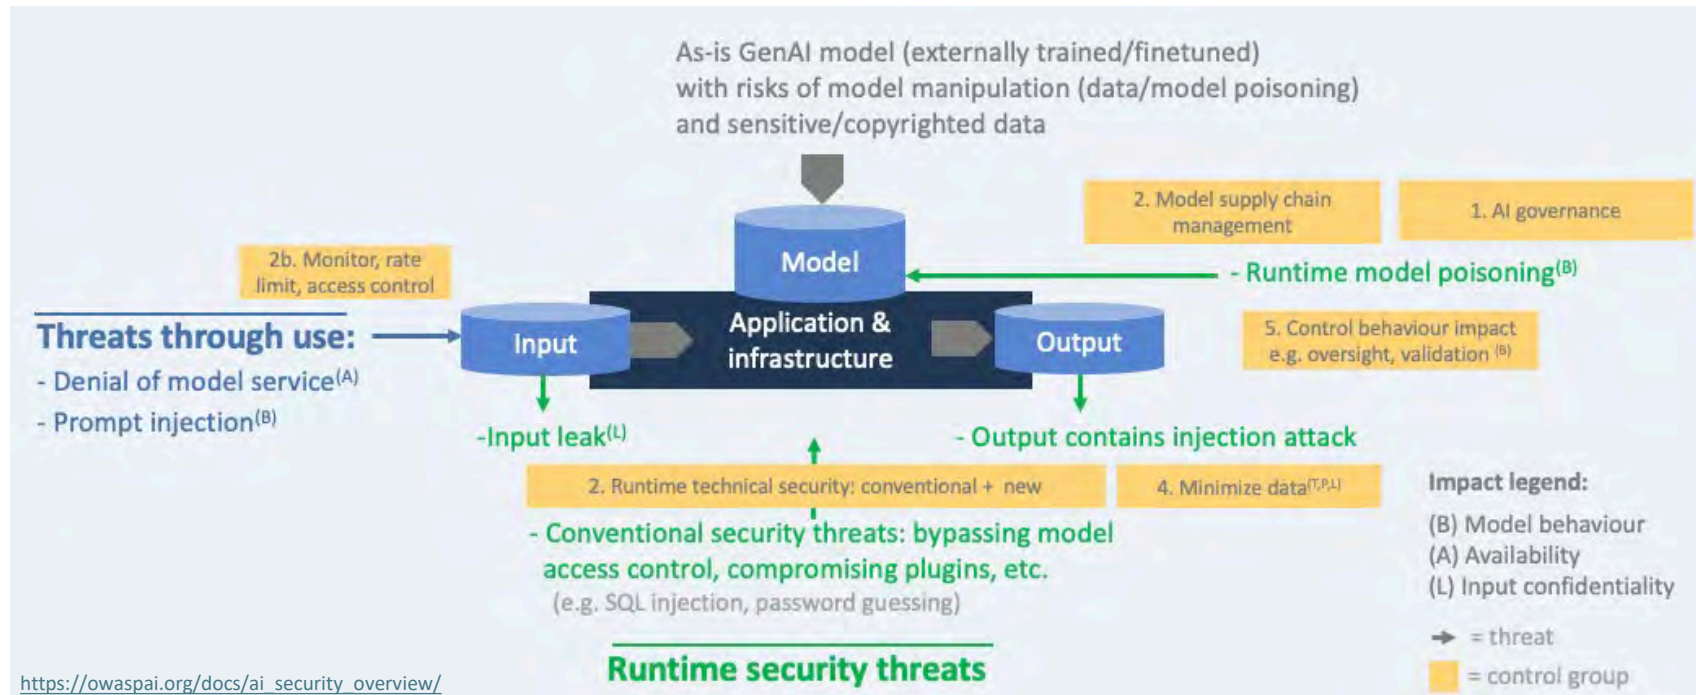 As-is GenAI model (externally trained/finetuned)
with risks of model manipulation (data/model poisoning)
and sensitive/copyrighted data
2. Model supply chain
management
1. AI governance
2b. Monitor, rate
limit, access control
Model
- Runtime model poisoning(B)
Threats through use:
- Denial of model service(A)
- Prompt injection(B)
Input
Application &
infrastructure
Output
5. Control behaviour impact
e.g. oversight, validation (B)
-Input leak(L)
- Output contains injection attack
2. Runtime technical security: conventional + new
4. Minimize data(T,P,L)
- Conventional security threats: bypassing model
access control, compromising plugins, etc.
(e.g. SQL injection, password guessing)
Runtime security threats
Impact legend:
(B) Model behaviour
(A) Availability
(L) Input confidentiality
= threat
= control group
https://owaspai.org/docs/ai_security_overview/